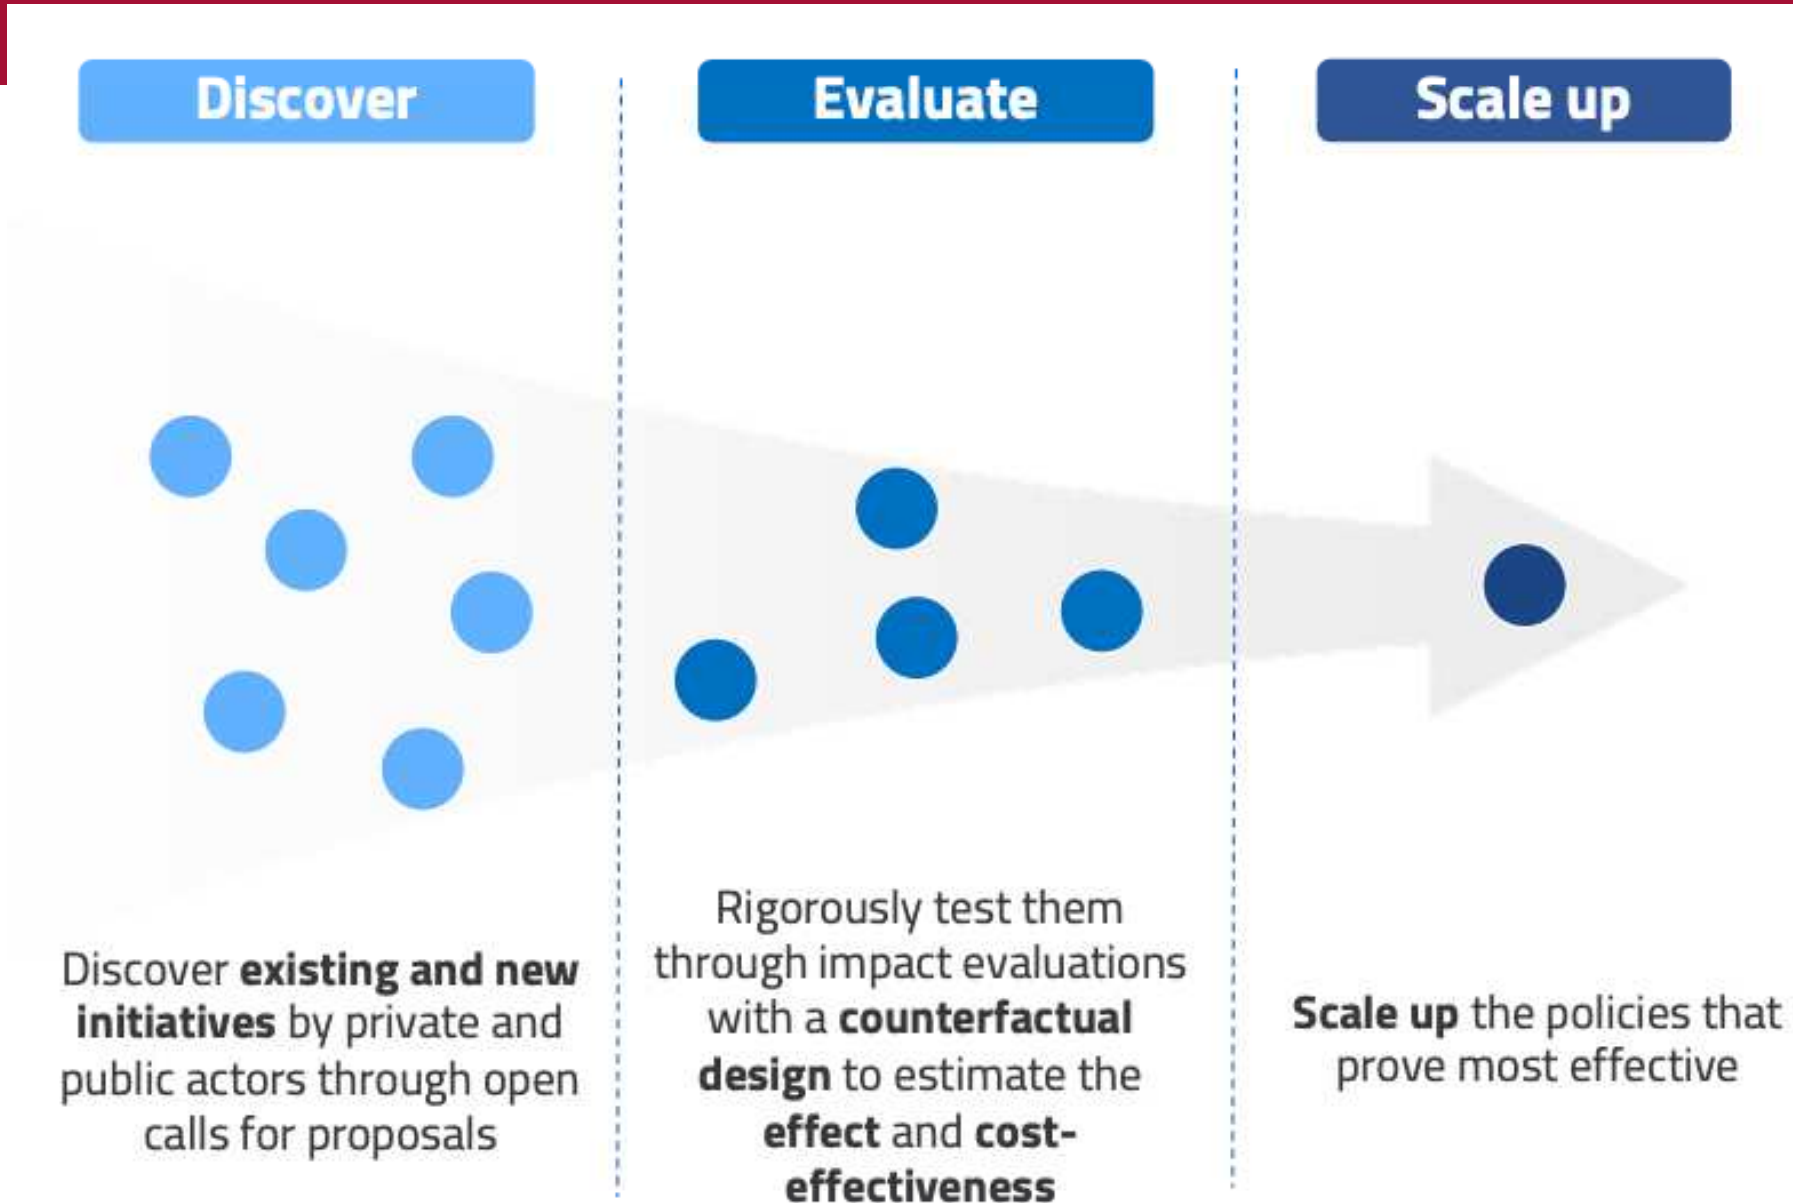 Discover
Evaluate
Scale up
Discover existing and new
initiatives by private and
public actors through open
calls for proposals
Rigorously test them
through impact evaluations
with a counterfactual
design to estimate the
effect and cost-
effectiveness
Scale up the policies that
prove most effective